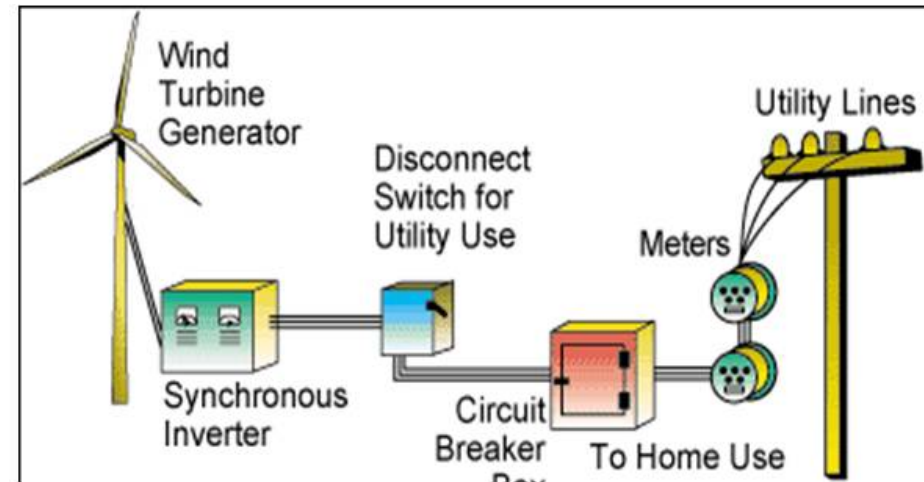 Wind
Turbine
Generator
Utility Lines
Disconnect
Switch for
Utility Use
Meters
Synchronous
Inverter
Circuit
Breaker
To Home Use